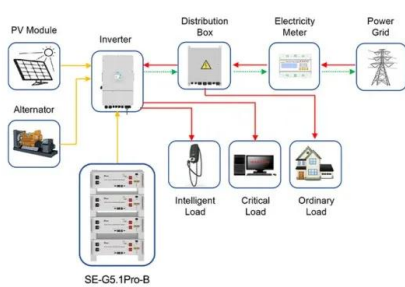 PV Module
Inverter
Distribution
Box
Electricity
Meter
Power
Grid
Alternator
Intelligent
Load
Critical
Load
Ordinary
Load
SE-G5.1Pro-B